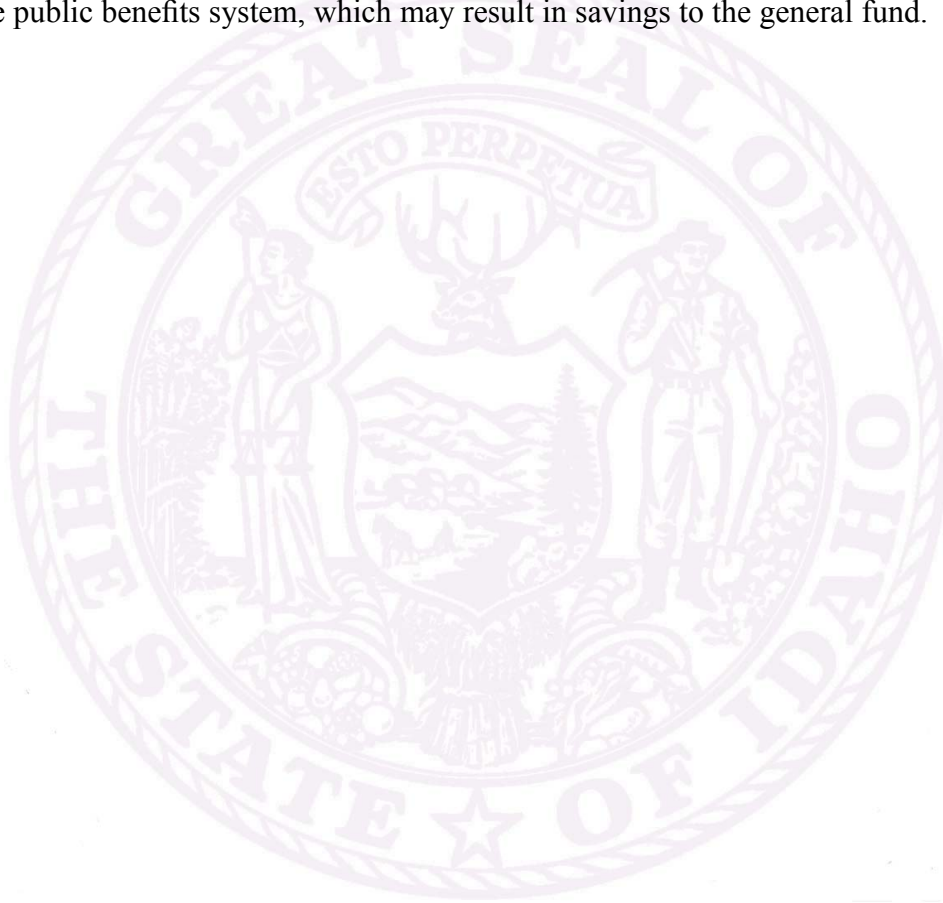 e public benefits system, which may result in savings to the general fund.
GREAT SEAL OF
ESTO PERPETUA
THE STATE OF IDAHO